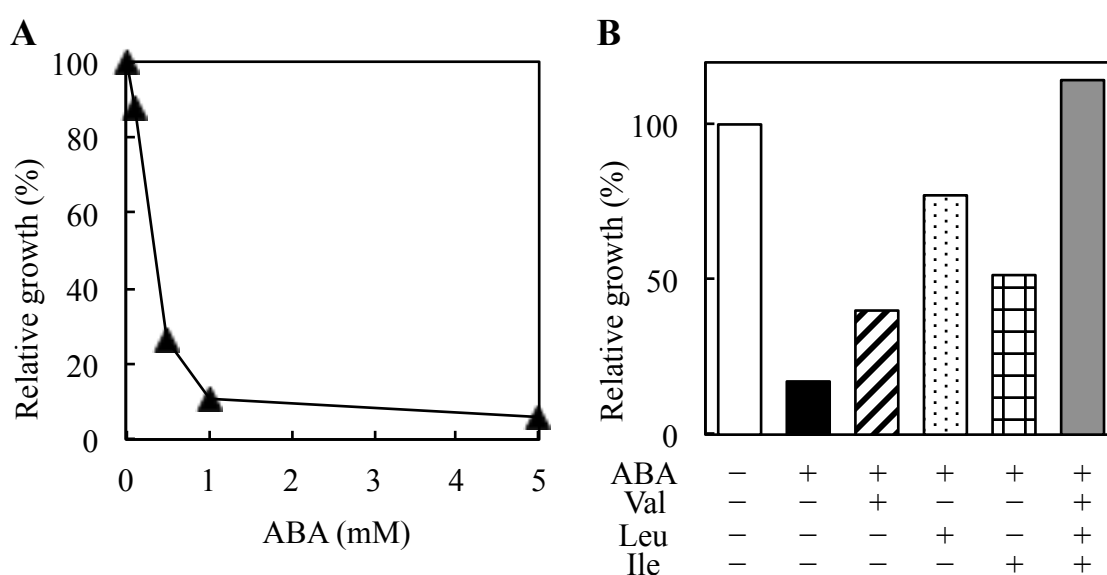 A
Relative growth (%)
100
80
60
40
20
0
0 1 2 3 4 5
ABA (mM)
B
Relative growth (%)
100
50
0
ABA − + + + + +
Val − − + − − +
Leu − − − + − +
Ile − − − − + +